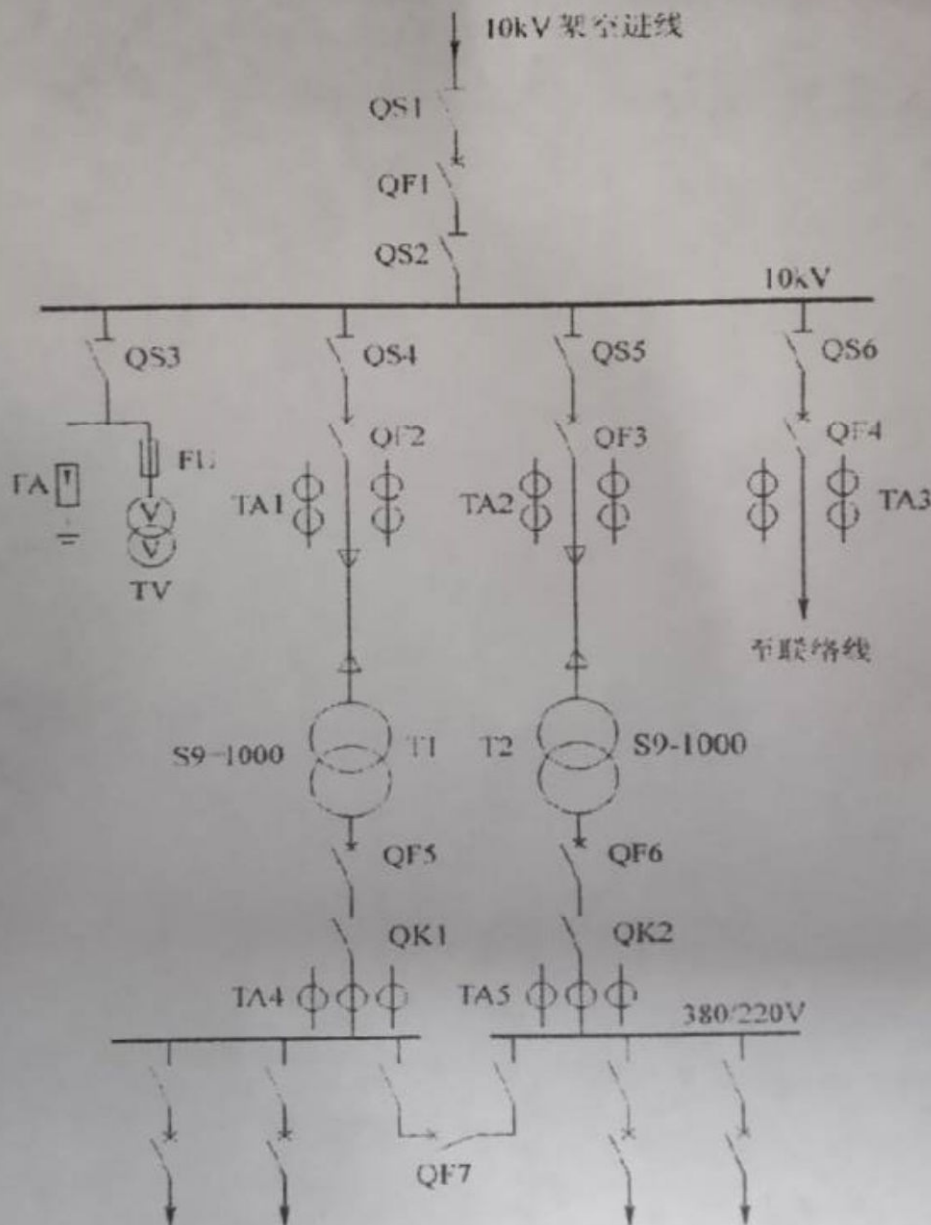 10kV 架空进线
QS1
QF1
QS2
10kV
QS3
QS4
QS5
QS6
QF2
QF3
QF4
FA
FU
TA1
TA2
TA3
V
V
TV
至联络线
S9-1000
T1
T2
S9-1000
QF5
QF6
QK1
QK2
TA4
TA5
380/220V
QF7